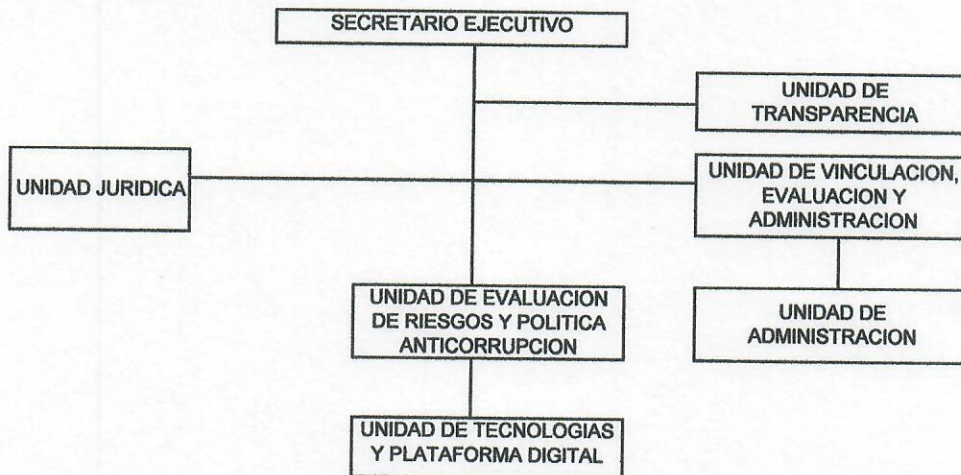 SECRETARIO EJECUTIVO
UNIDAD DE
TRANSPARENCIA
UNIDAD JURIDICA
UNIDAD DE VINCULACION,
EVALUACION Y
ADMINISTRACION
UNIDAD DE EVALUACION
DE RIESGOS Y POLITICA
ANTICORRUPCION
UNIDAD DE
ADMINISTRACION
UNIDAD DE TECNOLOGIAS
Y PLATAFORMA DIGITAL